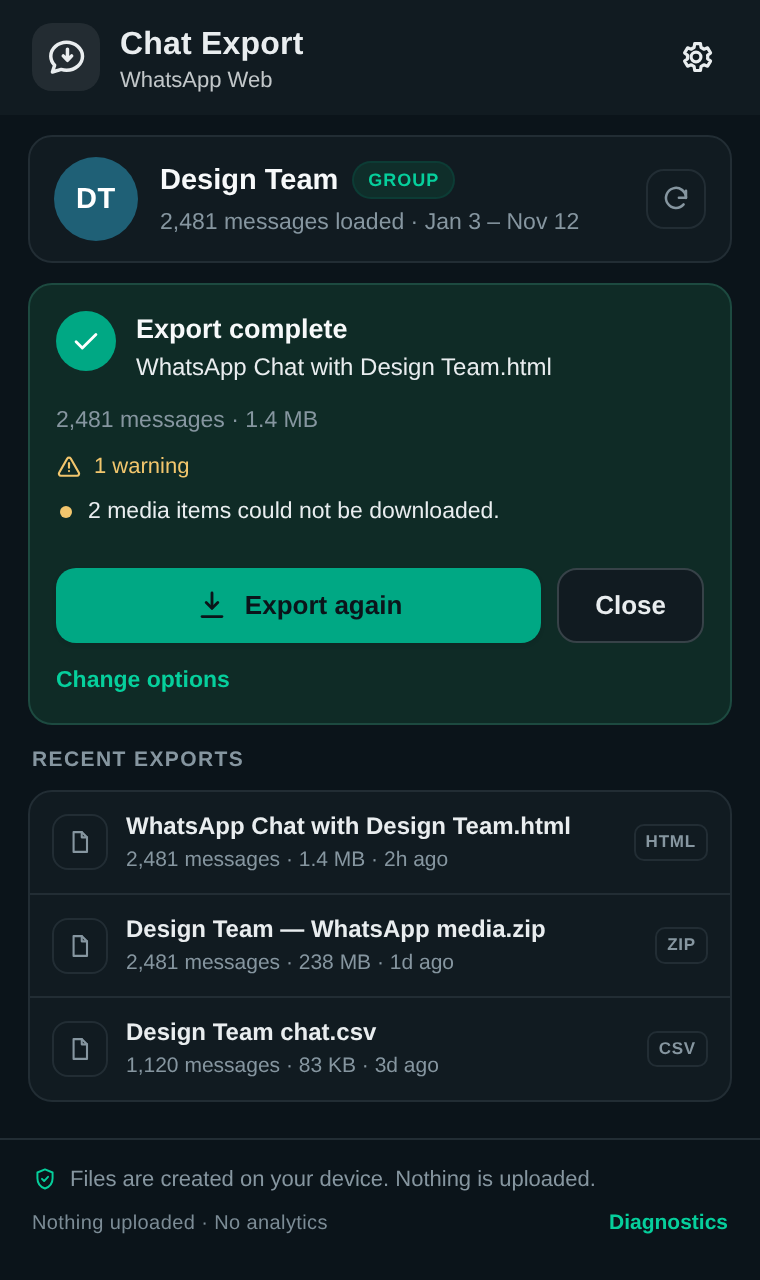 Chat Export
WhatsApp Web
DT
Design Team GROUP
2,481 messages loaded · Jan 3 – Nov 12
Export complete
WhatsApp Chat with Design Team.html
2,481 messages · 1.4 MB
1 warning
2 media items could not be downloaded.
Export again
Close
Change options
RECENT EXPORTS
WhatsApp Chat with Design Team.html
2,481 messages · 1.4 MB · 2h ago
HTML
Design Team — WhatsApp media.zip
2,481 messages · 238 MB · 1d ago
ZIP
Design Team chat.csv
1,120 messages · 83 KB · 3d ago
CSV
Files are created on your device. Nothing is uploaded.
Nothing uploaded · No analytics
Diagnostics